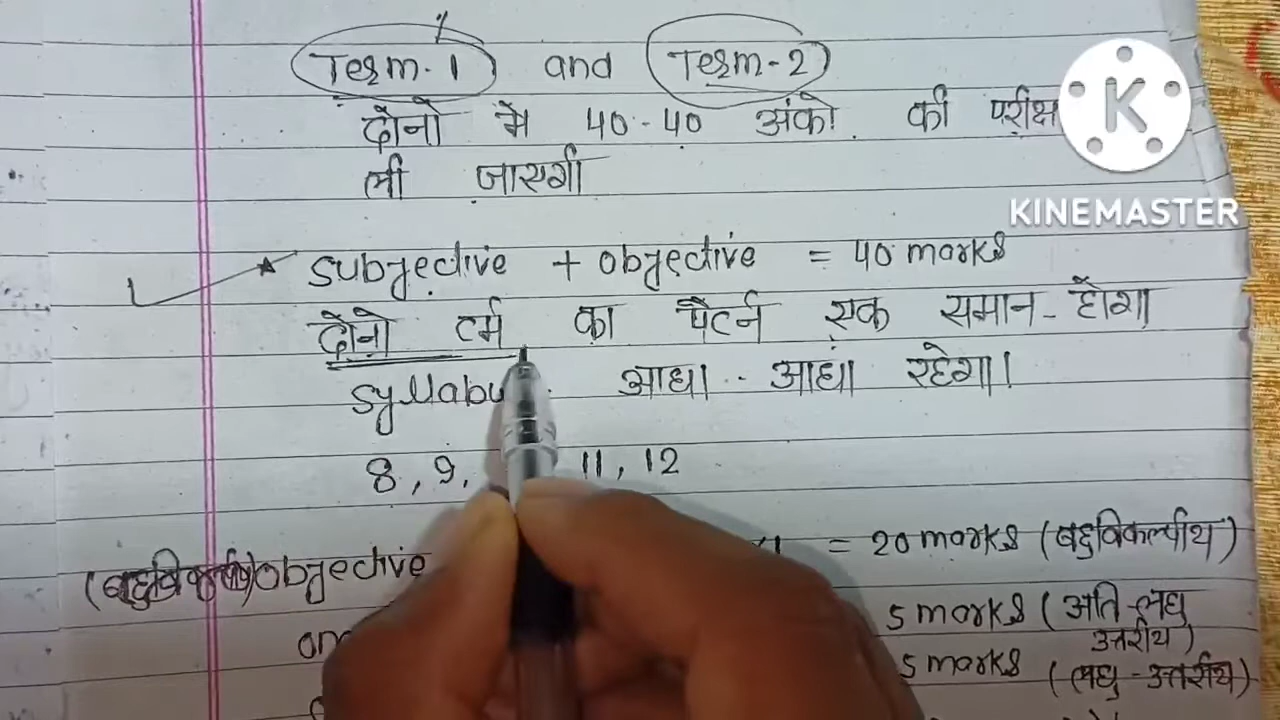 Term-1 and Term-2
दोनो मे 40-40 अंको की परीक्ष
ली जाएगी
K
KINEMASTER
Subjective + Objective = 40 marks
दोनो टर्म का पैटर्न एक समान- होगा
आधा - आधा रहेगा।
8, 9, 11, 12
Objective = 20 marks (बहुविकल्पीय)
5 marks (अति-लघु
उत्तरीय)
5 marks (लघु-उत्तरीय)